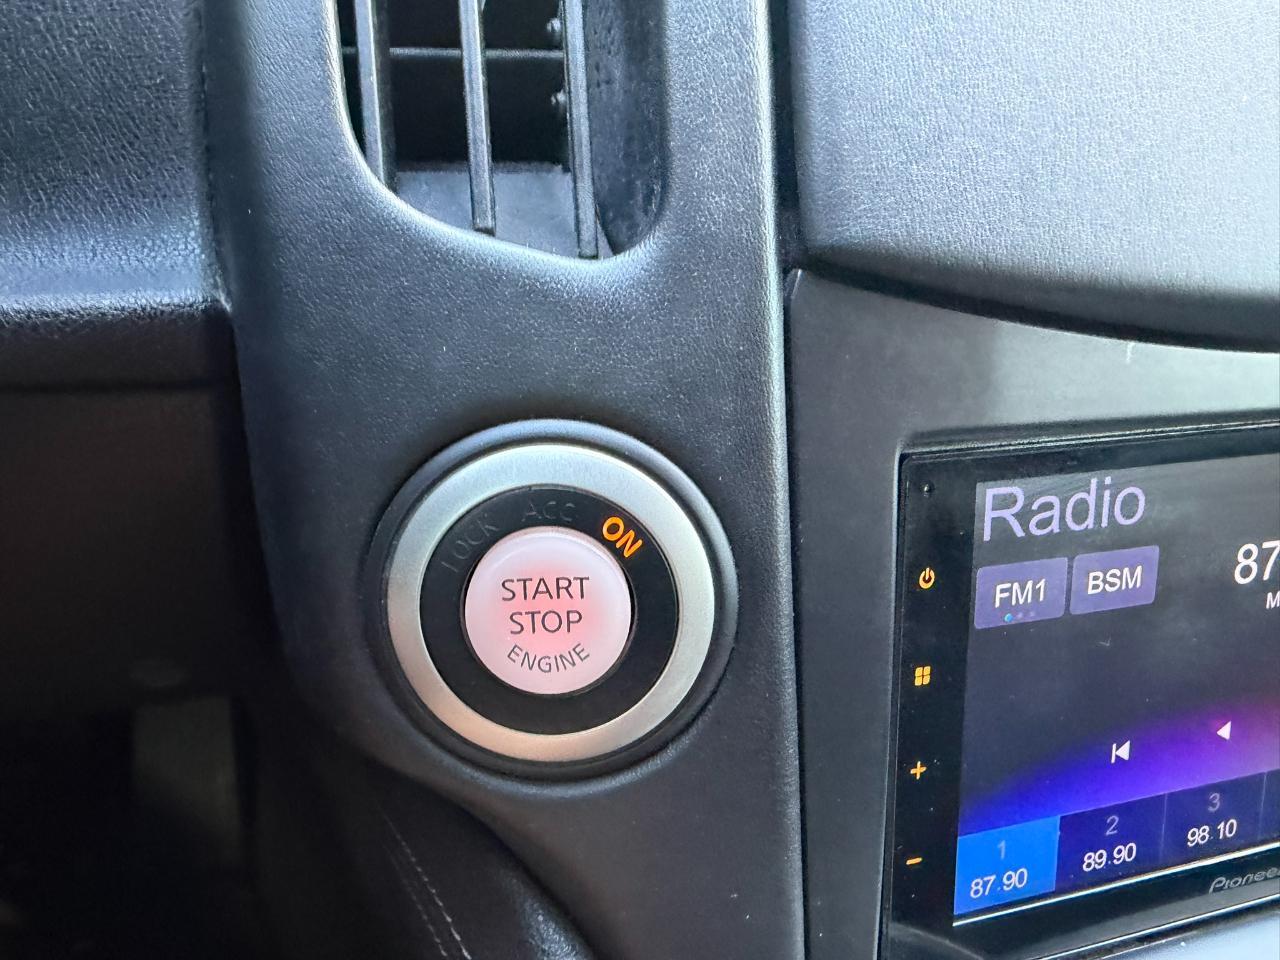 LOCK ACC ON
START
STOP
ENGINE
Radio
FM1 BSM
87
M
1 2 3
87.90 89.90 98.10
Pioneer